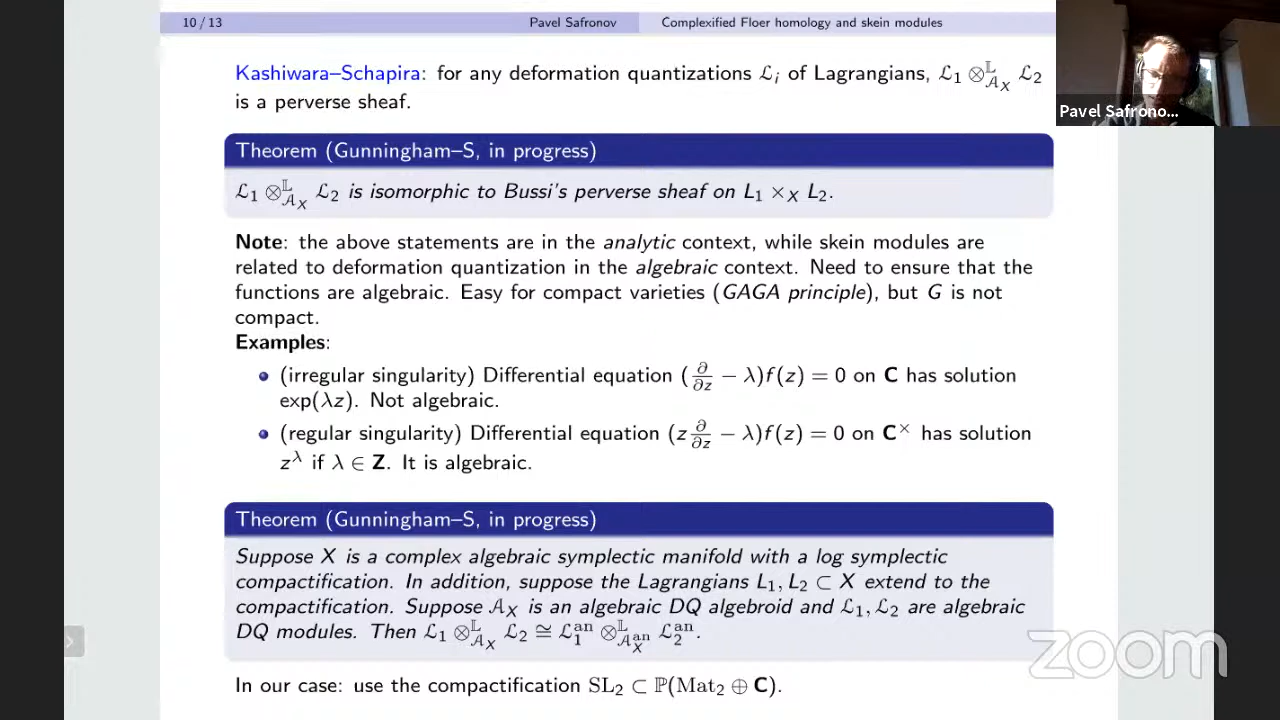 10 / 13 Pavel Safronov Complexified Floer homology and skein modules
Kashiwara–Schapira: for any deformation quantizations ℒᵢ of Lagrangians, ℒ₁ ⊗^𝕃_{𝒜_X} ℒ₂
is a perverse sheaf.
Pavel Safrono...
Theorem (Gunningham–S, in progress)
ℒ₁ ⊗^𝕃_{𝒜_X} ℒ₂ is isomorphic to Bussi's perverse sheaf on L₁ ×_X L₂.
Note: the above statements are in the analytic context, while skein modules are
related to deformation quantization in the algebraic context. Need to ensure that the
functions are algebraic. Easy for compact varieties (GAGA principle), but G is not
compact.
Examples:
(irregular singularity) Differential equation (∂/∂z − λ)f(z) = 0 on C has solution
exp(λz). Not algebraic.
(regular singularity) Differential equation (z∂/∂z − λ)f(z) = 0 on C^× has solution
z^λ if λ ∈ Z. It is algebraic.
Theorem (Gunningham–S, in progress)
Suppose X is a complex algebraic symplectic manifold with a log symplectic
compactification. In addition, suppose the Lagrangians L₁, L₂ ⊂ X extend to the
compactification. Suppose 𝒜_X is an algebraic DQ algebroid and ℒ₁, ℒ₂ are algebraic
DQ modules. Then ℒ₁ ⊗^𝕃_{𝒜_X} ℒ₂ ≅ ℒ₁^an ⊗^𝕃_{𝒜_X^an} ℒ₂^an.
In our case: use the compactification SL₂ ⊂ ℙ(Mat₂ ⊕ C).
zoom